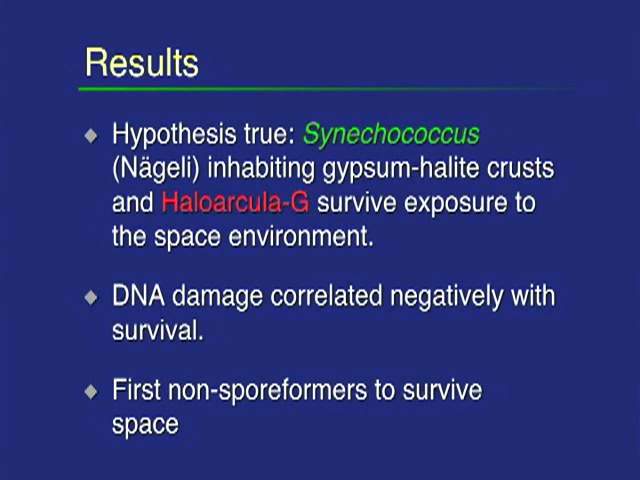 Results
Hypothesis true: Synechococcus
(Nägeli) inhabiting gypsum-halite crusts
and Haloarcula-G survive exposure to
the space environment.
DNA damage correlated negatively with
survival.
First non-sporeformers to survive
space